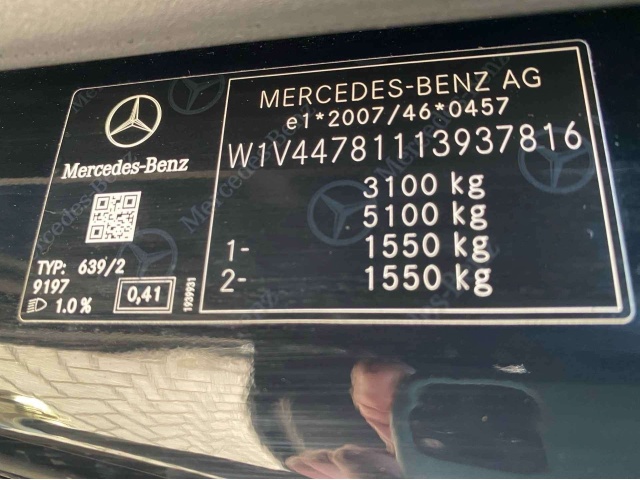 Mercedes-Benz
TYP: 639/2
9197
1.0 %
0,41
1939931
MERCEDES-BENZ AG
e1*2007/46*0457
W1V44781113937816
3100 kg
5100 kg
1- 1550 kg
2- 1550 kg